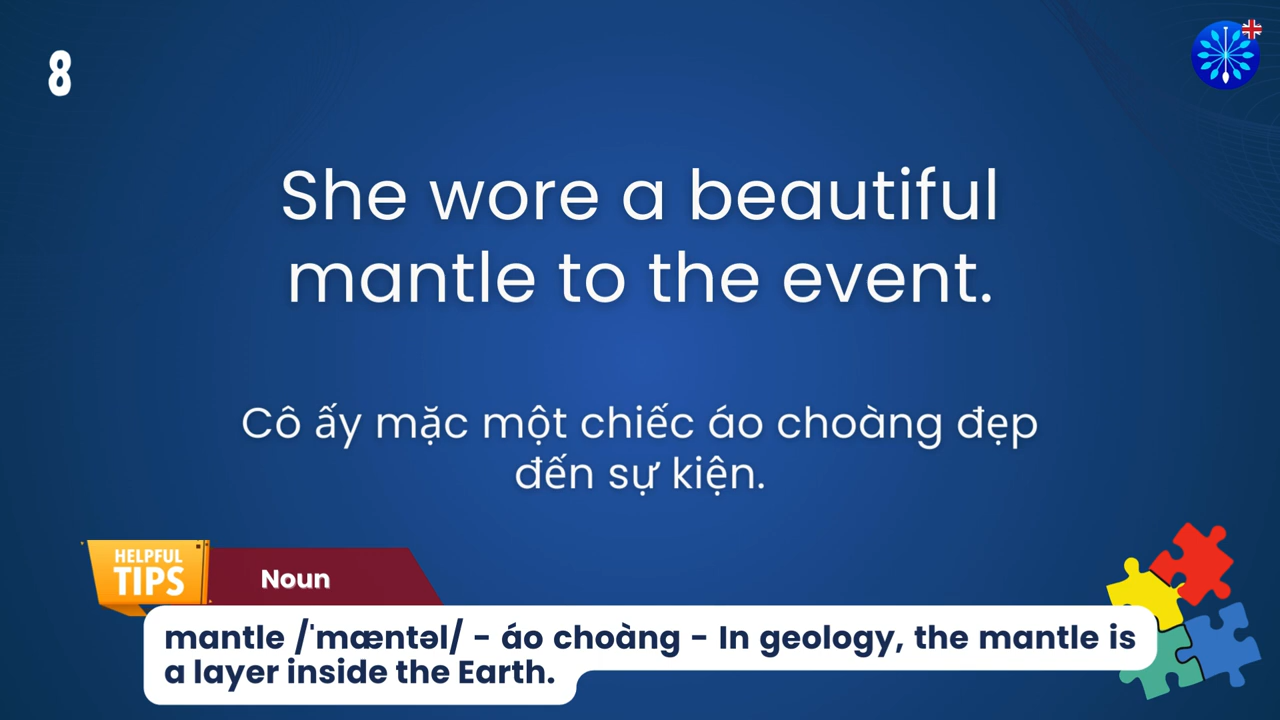 8
She wore a beautiful
mantle to the event.
Cô ấy mặc một chiếc áo choàng đẹp
đến sự kiện.
HELPFUL
TIPS
Noun
mantle /ˈmæntəl/ - áo choàng - In geology, the mantle is
a layer inside the Earth.